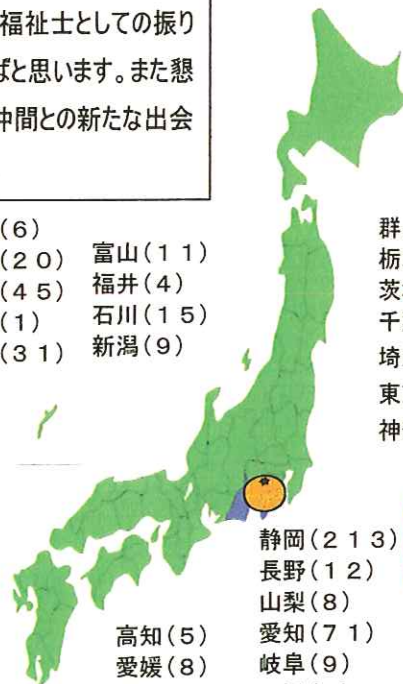 福祉士としての振り
ばと思います。また懇
仲間との新たな出会
(6)
(20)
(45)
(1)
(31)
富山(11)
福井(4)
石川(15)
新潟(9)
群
栃
茨
千
埼
東
神
静岡(213)
長野(12)
山梨(8)
愛知(71)
岐阜(9)
高知(5)
愛媛(8)